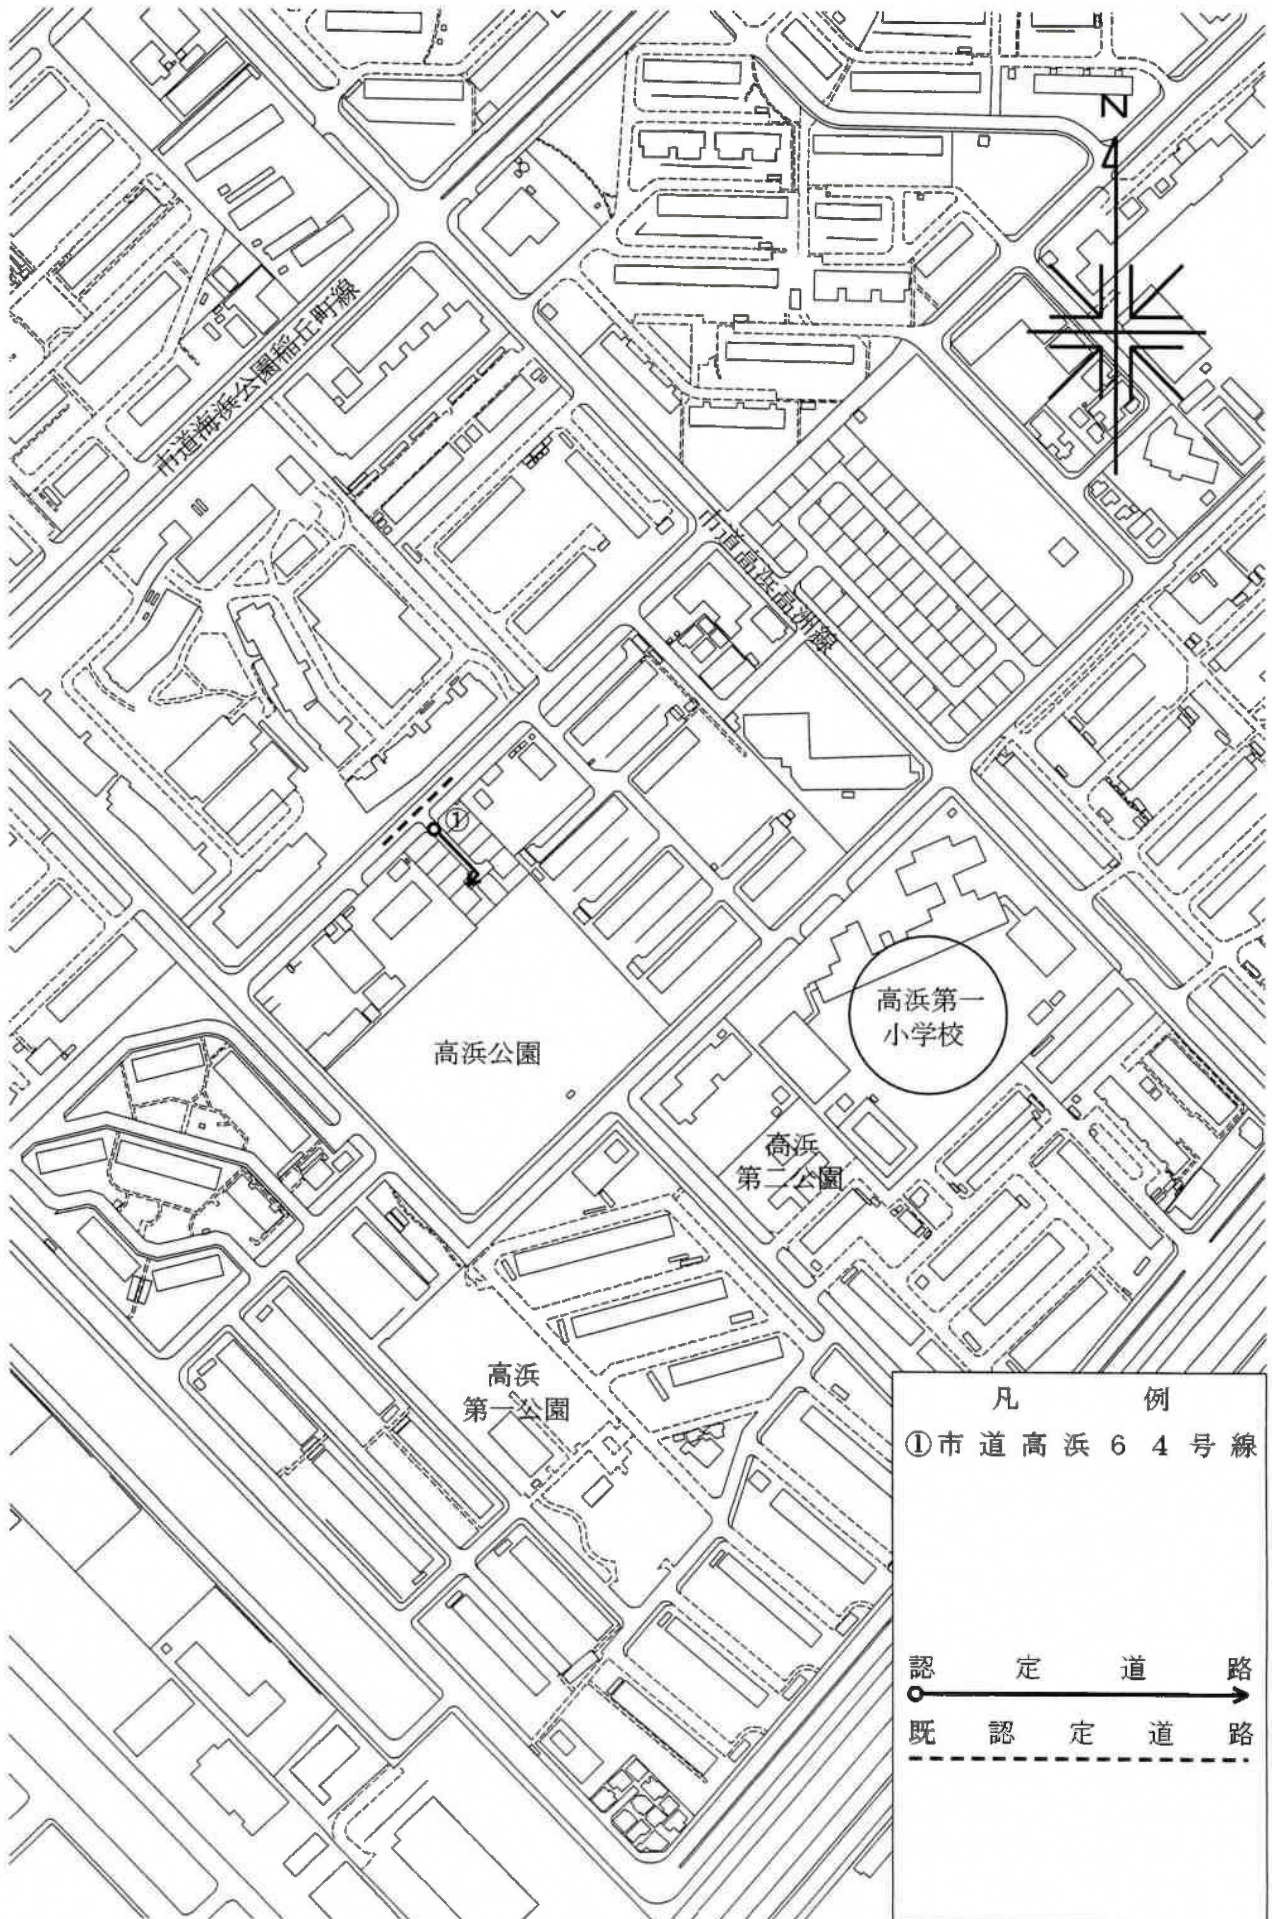 N
市道海浜公園稲丘町線
市道高浜高洲線
①
高浜第一
小学校
高浜公園
高浜
第二公園
高浜
第一公園
凡例
①市道高浜64号線
認定道路
既認定道路